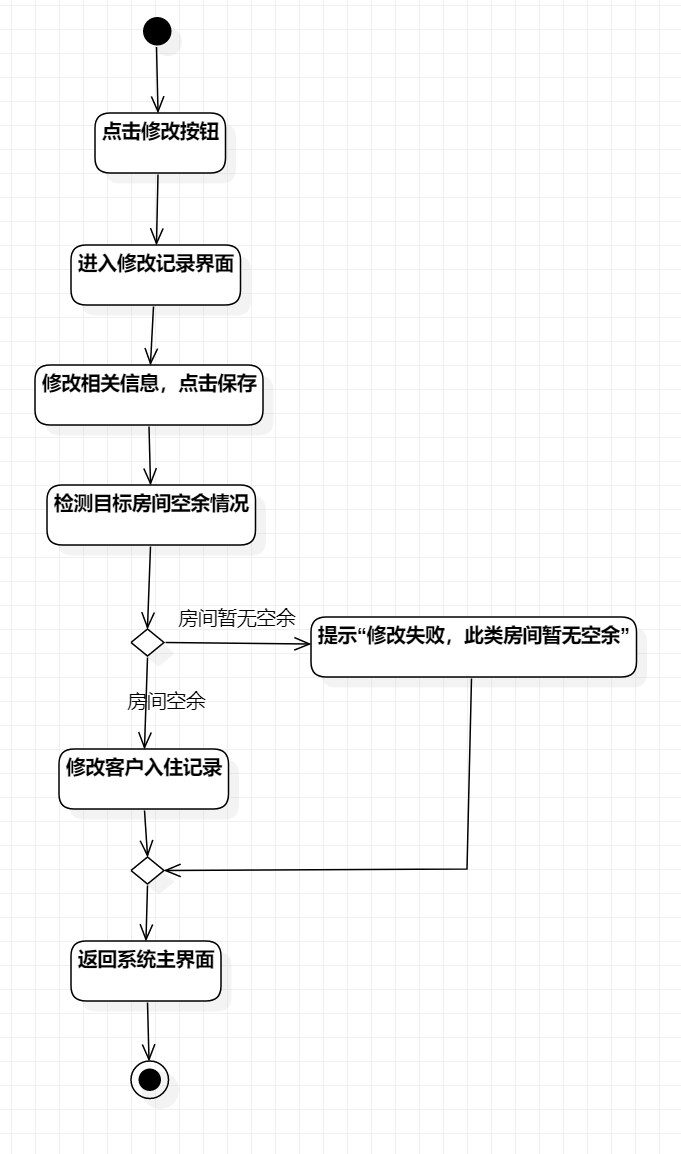 点击修改按钮
进入修改记录界面
修改相关信息，点击保存
检测目标房间空余情况
房间暂无空余
提示“修改失败，此类房间暂无空余”
房间空余
修改客户入住记录
返回系统主界面